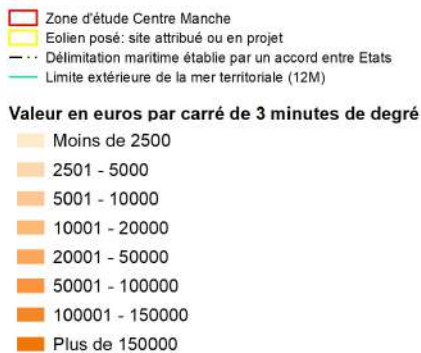 Zone d'étude Centre Manche
Eolien posé: site attribué ou en projet
Délimitation maritime établie par un accord entre Etats
Limite extérieure de la mer territoriale (12M)
Valeur en euros par carré de 3 minutes de degré
Moins de 2500
2501 - 5000
5001 - 10000
10001 - 20000
20001 - 50000
50001 - 100000
100001 - 150000
Plus de 150000